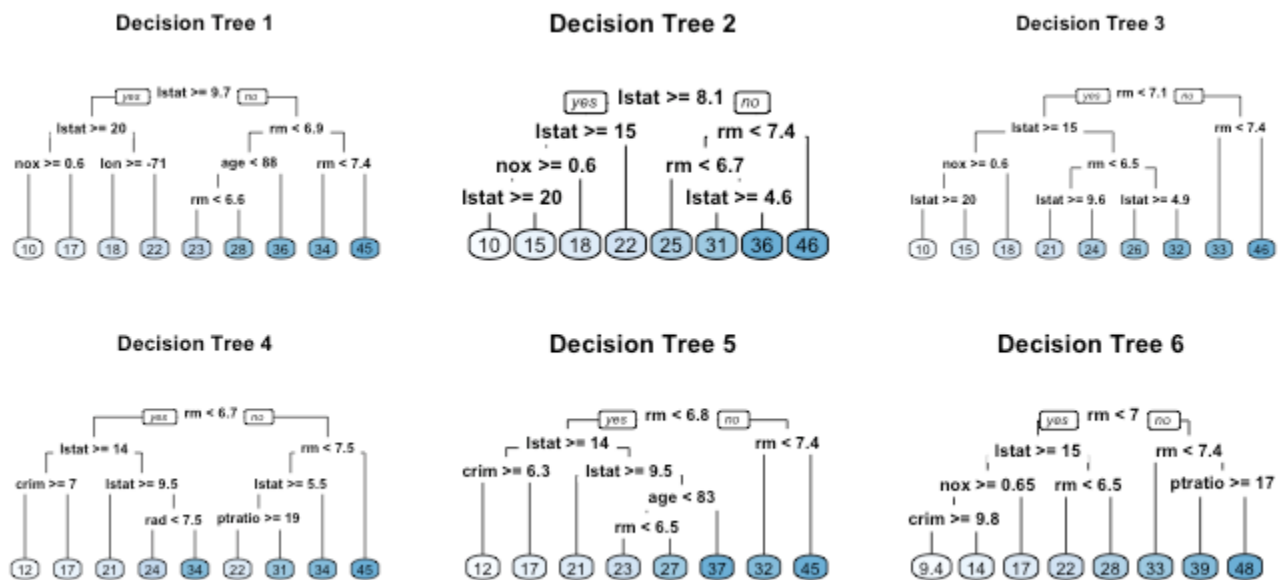 Decision Tree 1
yes lstat >= 9.7 no
lstat >= 20 rm < 6.9
nox >= 0.6 lon >= -71 age < 88 rm < 7.4
rm < 6.6
10 17 18 22 23 28 36 34 45
Decision Tree 2
yes lstat >= 8.1 no
lstat >= 15 rm < 7.4
nox >= 0.6 rm < 6.7
lstat >= 20 lstat >= 4.6
10 15 18 22 25 31 36 46
Decision Tree 3
yes rm < 7.1 no
lstat >= 15 rm < 7.4
nox >= 0.6 rm < 6.5
lstat >= 20 lstat >= 9.6 lstat >= 4.9
10 15 18 21 24 26 32 33 46
Decision Tree 4
yes rm < 6.7 no
lstat >= 14 rm < 7.5
crim >= 7 lstat >= 9.5 lstat >= 5.5
rad < 7.5 ptratio >= 19
12 17 21 24 34 22 31 34 45
Decision Tree 5
yes rm < 6.8 no
lstat >= 14 rm < 7.4
crim >= 6.3 lstat >= 9.5
age < 83
rm < 6.5
12 17 21 23 27 37 32 45
Decision Tree 6
yes rm < 7 no
lstat >= 15 rm < 7.4
nox >= 0.65 rm < 6.5 ptratio >= 17
crim >= 9.8
9.4 14 17 22 28 33 39 48